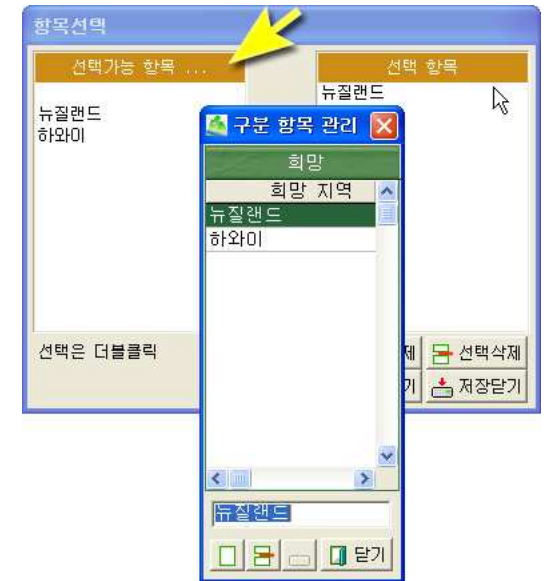 항목선택
선택가능 항목 ...
선택 항목
뉴질랜드
하와이
뉴질랜드
구분 항목 관리
희망
희망 지역
뉴질랜드
하와이
선택은 더블클릭
제
선택삭제
기
저장닫기
뉴질랜드
닫기